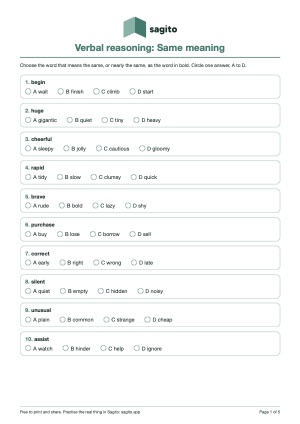 sagito
Verbal reasoning: Same meaning
Choose the word that means the same, or nearly the same, as the word in bold. Circle one answer, A to D.
1. begin
A wait B finish C climb D start
2. huge
A gigantic B quiet C tiny D heavy
3. cheerful
A sleepy B jolly C cautious D gloomy
4. rapid
A tidy B slow C clumsy D quick
5. brave
A rude B bold C lazy D shy
6. purchase
A buy B lose C borrow D sell
7. correct
A early B right C wrong D late
8. silent
A quiet B empty C hidden D noisy
9. unusual
A plain B common C strange D cheap
10. assist
A watch B hinder C help D ignore
Free to print and share. Practise the real thing in Sagito: sagito.app Page 1 of 5